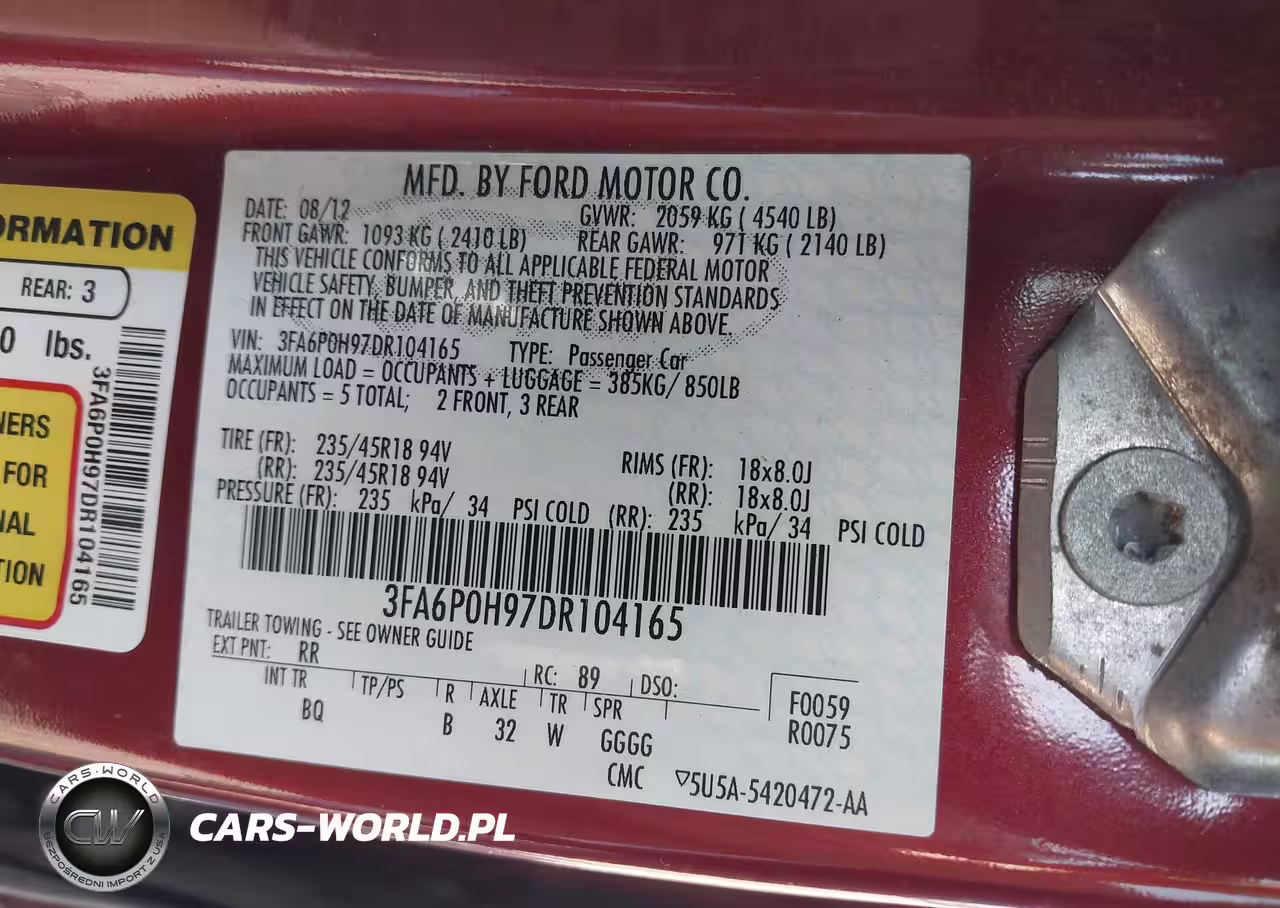 MFD. BY FORD MOTOR CO.
DATE: 08/12 GVWR: 2059 KG ( 4540 LB)
FRONT GAWR: 1093 KG ( 2410 LB) REAR GAWR: 971 KG ( 2140 LB)
THIS VEHICLE CONFORMS TO ALL APPLICABLE FEDERAL MOTOR
VEHICLE SAFETY, BUMPER, AND THEFT PREVENTION STANDARDS
IN EFFECT ON THE DATE OF MANUFACTURE SHOWN ABOVE.
VIN: 3FA6P0H97DR104165 TYPE: Passenger Car
MAXIMUM LOAD = OCCUPANTS + LUGGAGE = 385KG/ 850LB
OCCUPANTS = 5 TOTAL; 2 FRONT, 3 REAR
TIRE (FR): 235/45R18 94V RIMS (FR): 18x8.0J
(RR): 235/45R18 94V (RR): 18x8.0J
PRESSURE (FR): 235 kPa/ 34 PSI COLD (RR): 235 kPa/ 34 PSI COLD
3FA6P0H97DR104165
TRAILER TOWING - SEE OWNER GUIDE
EXT PNT: RR RC: 89 DSO:
INT TR TP/PS R AXLE TR SPR F0059
BQ B 32 W GGGG R0075
CMC ▽5U5A-5420472-AA
ORMATION
REAR: 3
0 lbs.
NERS
FOR
NAL
TION
3FA6P0H97DR104165
CARS-WORLD
CW
BEZPOŚREDNI IMPORT Z USA
CARS-WORLD.PL